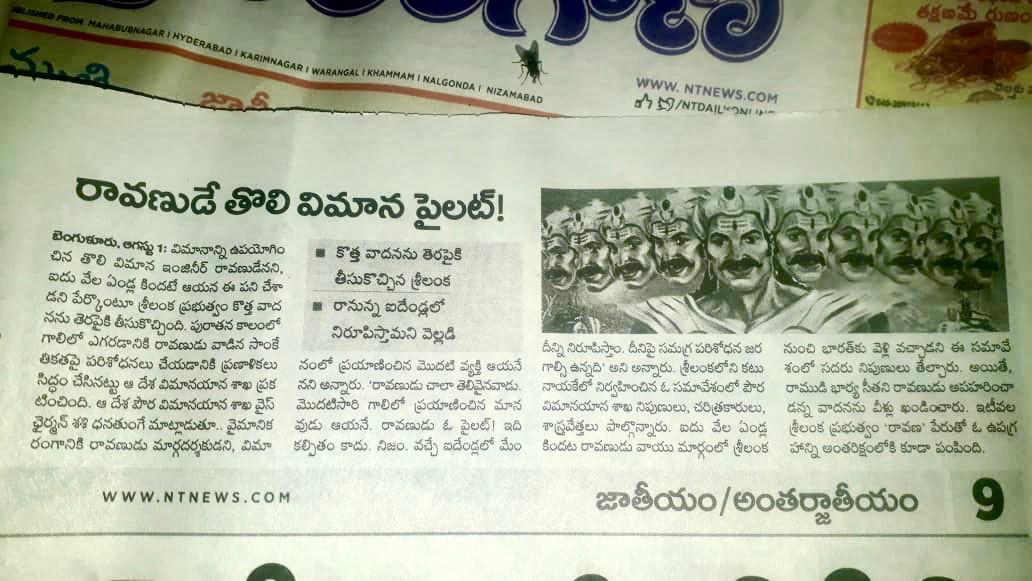 PUBLISHED FROM MAHABUBNAGAR I HYDERABAD I KARIMNAGAR I WARANGAL I KHAMMAM I NALGONDA I NIZAMABAD
WWW. NTNEWS.COM
/NTDAILYONLINE
తక్షణమే
రావణుడే తొలి విమాన పైలట్!
బెంగుళూరు, ఆగస్టు 1: విమానాన్ని ఉపయోగిం
చిన తొలి విమాన ఇంజినీర్ రావణుడేనని,
ఐదు వేల ఏండ్ల కిందటే ఆయన ఈ పని చేశా
డని పేర్కొంటూ శ్రీలంక ప్రభుత్వం కొత్త వాద
నను తెరపైకి తీసుకొచ్చింది. పురాతన కాలంలో
గాలిలో ఎగరడానికి రావణుడు వాడిన సాంకే
తికతపై పరిశోధనలు చేయడానికి ప్రణాళికలు
సిద్ధం చేసినట్టు ఆ దేశ విమానయాన శాఖ ప్రక
టించింది. ఆ దేశ పౌర విమానయాన శాఖ వైస్
ఛైర్మన్ శశి ధనతుంగే మాట్లాడుతూ.. వైమానిక
రంగానికి రావణుడు మార్గదర్శకుడని, విమా
■ కొత్త వాదనను తెరపైకి
తీసుకొచ్చిన శ్రీలంక
■ రానున్న ఐదేండ్లలో
నిరూపిస్తామని వెల్లడి
నంలో ప్రయాణించిన మొదటి వ్యక్తి ఆయనే
నని అన్నారు. 'రావణుడు చాలా తెలివైనవాడు.
మొదటిసారి గాలిలో ప్రయాణించిన మాన
వుడు ఆయనే. రావణుడు ఓ పైలట్! ఇది
కల్పితం కాదు. నిజం. వచ్చే ఐదేండ్లలో మేం
దీన్ని నిరూపిస్తాం. దీనిపై సమగ్ర పరిశోధన జర
గాల్సి ఉన్నది' అని అన్నారు. శ్రీలంకలోని కటు
నాయకేలో నిర్వహించిన ఓ సమావేశంలో పౌర
విమానయాన శాఖ నిపుణులు, చరిత్రకారులు,
శాస్త్రవేత్తలు పాల్గొన్నారు. ఐదు వేల ఏండ్ల
కిందట రావణుడు వాయు మార్గంలో శ్రీలంక
నుంచి భారత్‌కు వెళ్లి వచ్చాడని ఈ సమావే
శంలో సదరు నిపుణులు తేల్చారు. అయితే,
రాముడి భార్య సీతని రావణుడు అపహరించా
డన్న వాదనను వీళ్లు ఖండించారు. ఇటీవల
శ్రీలంక ప్రభుత్వం 'రావణ' పేరుతో ఓ ఉపగ్ర
హాన్ని అంతరిక్షంలోకి కూడా పంపింది.
WWW.NTNEWS.COM
జాతీయం/అంతర్జాతీయం 9